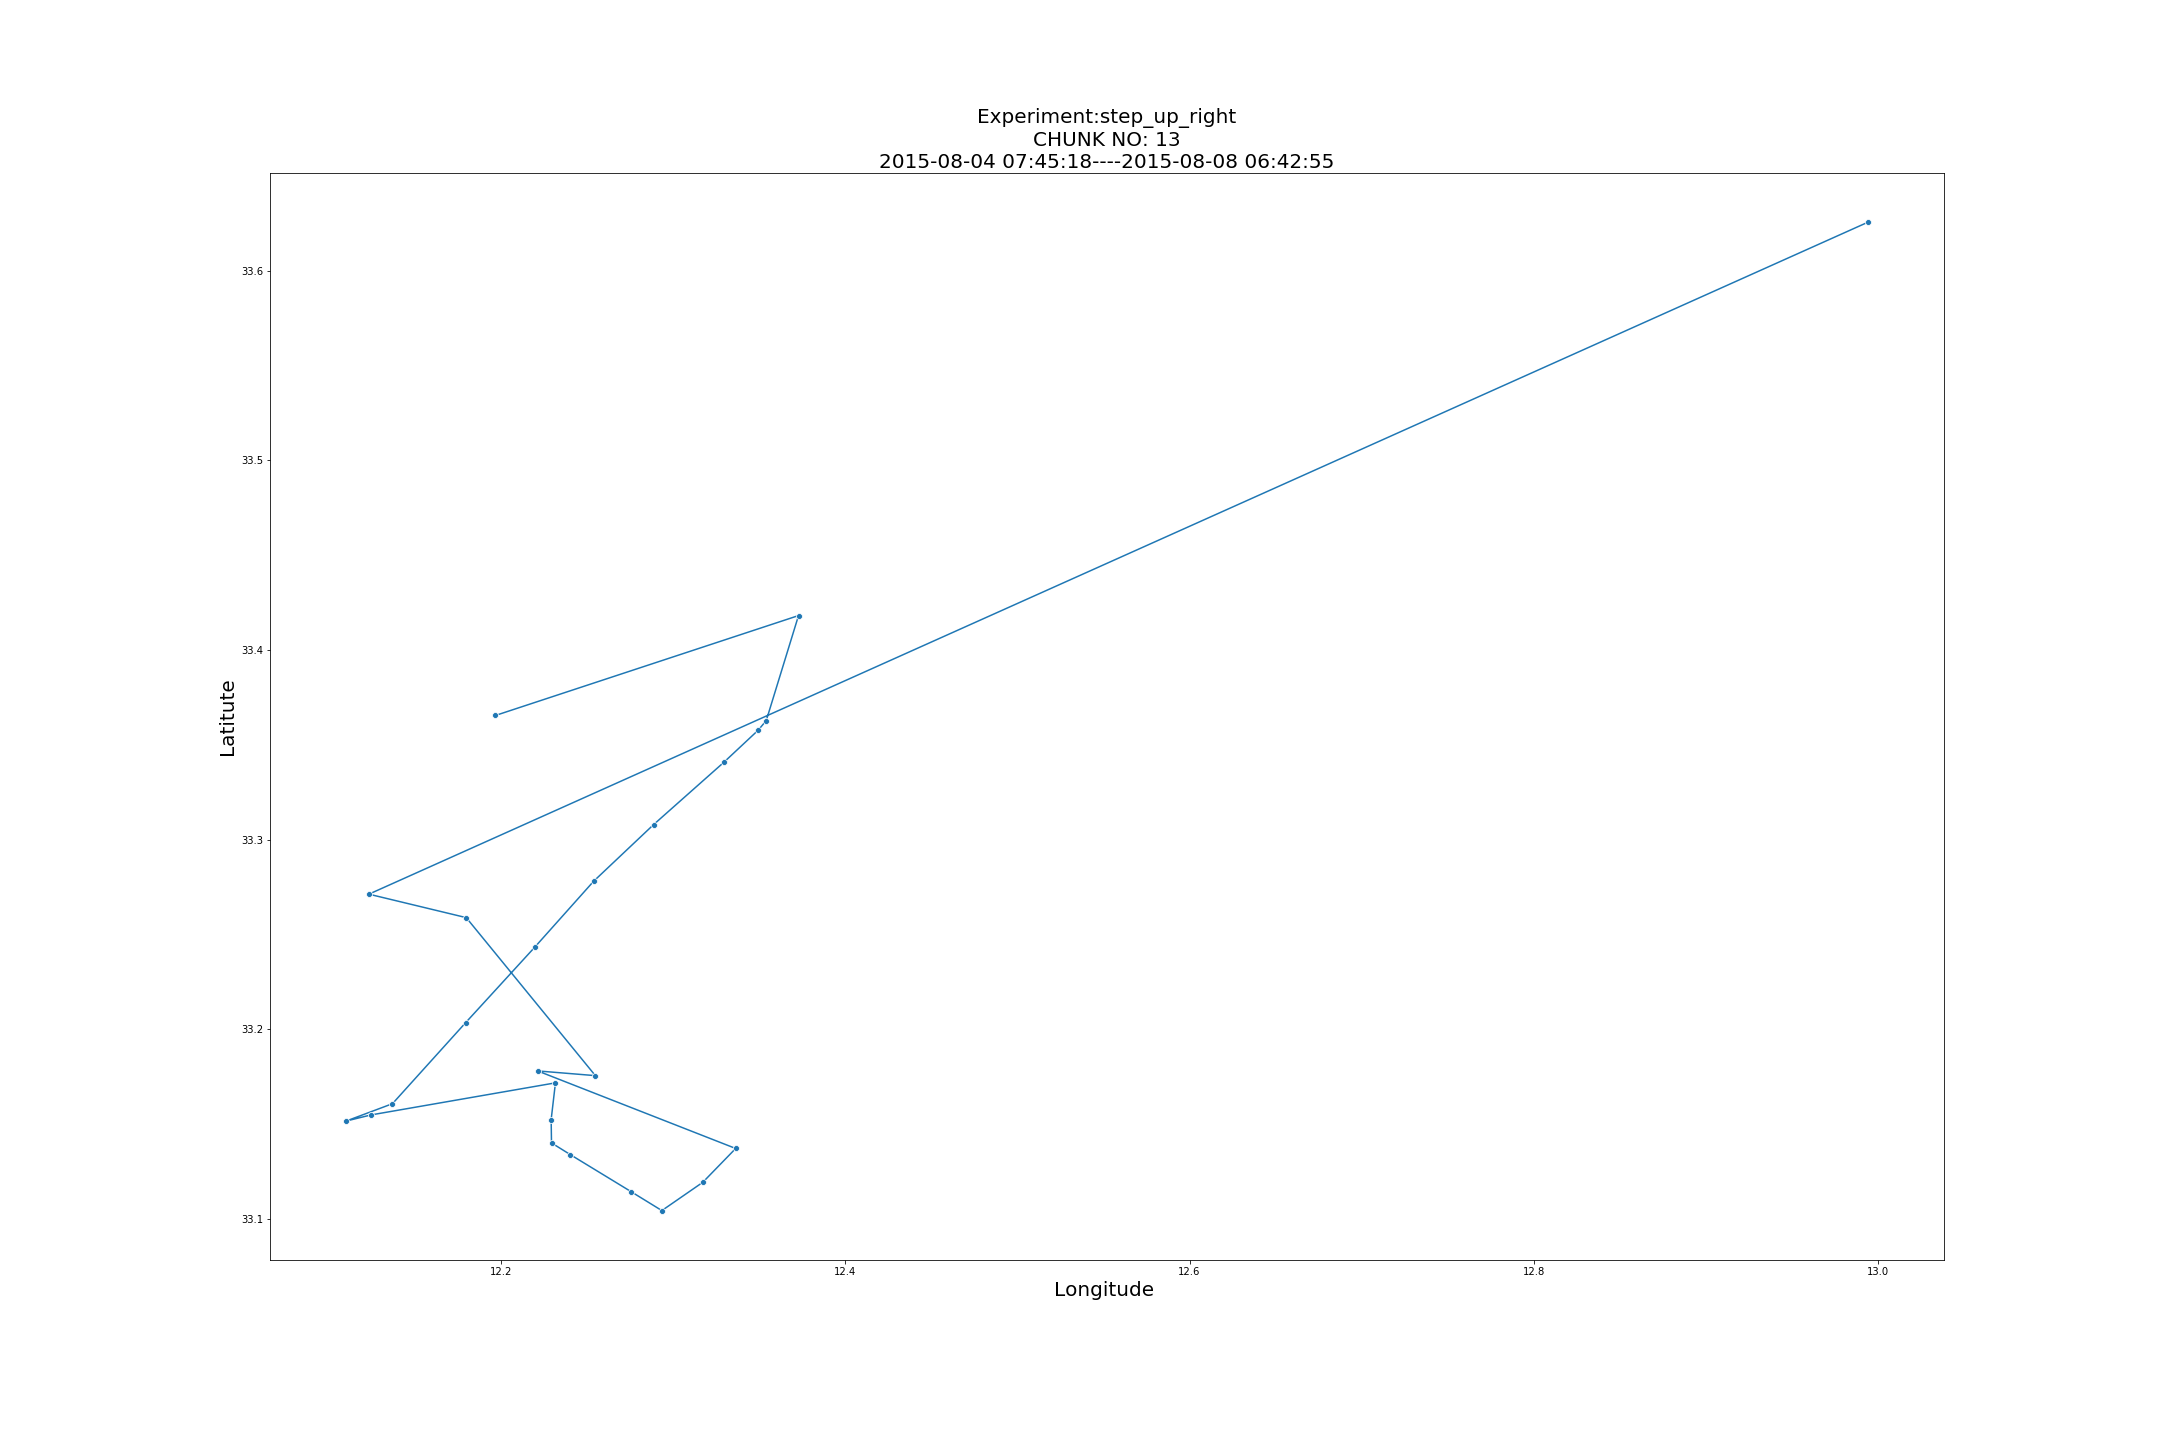 Experiment:step_up_right
CHUNK NO: 13
2015-08-04 07:45:18----2015-08-08 06:42:55
33.6
33.5
33.4
33.3
33.2
33.1
Latitute
12.2 12.4 12.6 12.8 13.0
Longitude